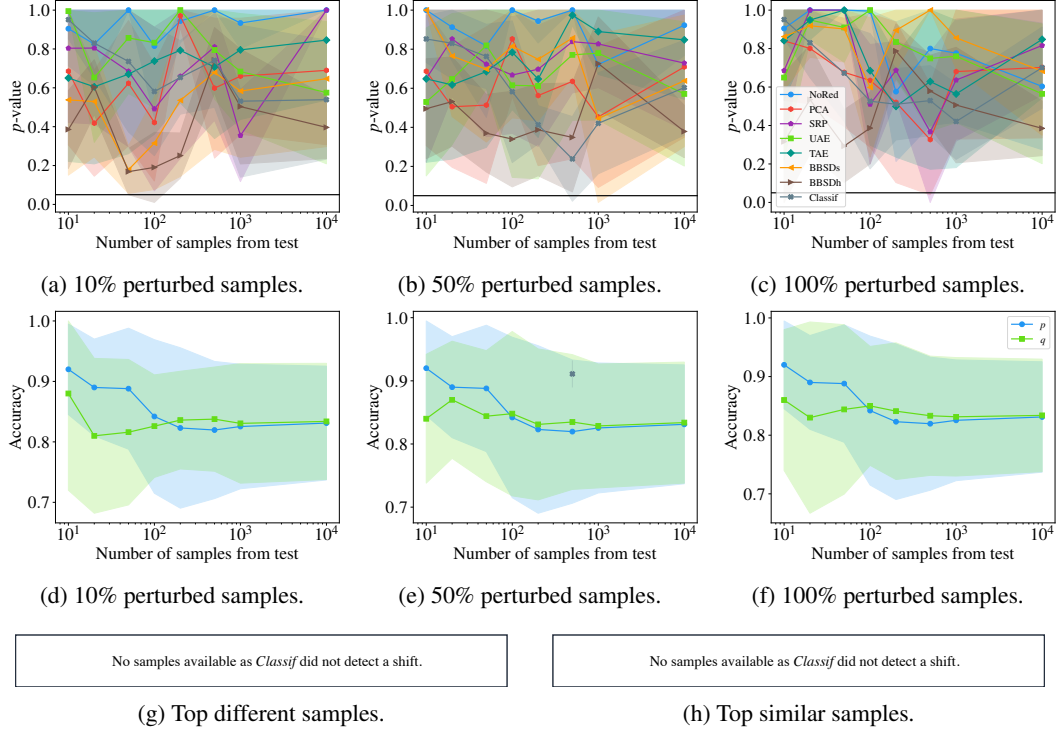 1.0
0.8
0.6
0.4
0.2
0.0
p-value
10^1 10^2 10^3 10^4
Number of samples from test
(a) 10% perturbed samples.
1.0
0.8
0.6
0.4
0.2
0.0
p-value
10^1 10^2 10^3 10^4
Number of samples from test
(b) 50% perturbed samples.
1.0
0.8
0.6
0.4
0.2
0.0
p-value
NoRed
PCA
SRP
UAE
TAE
BBSDs
BBSDh
Classif
10^1 10^2 10^3 10^4
Number of samples from test
(c) 100% perturbed samples.
1.0
0.9
0.8
0.7
Accuracy
10^1 10^2 10^3 10^4
Number of samples from test
(d) 10% perturbed samples.
1.0
0.9
0.8
0.7
Accuracy
10^1 10^2 10^3 10^4
Number of samples from test
(e) 50% perturbed samples.
1.0
0.9
0.8
0.7
Accuracy
p
q
10^1 10^2 10^3 10^4
Number of samples from test
(f) 100% perturbed samples.
No samples available as Classif did not detect a shift.
(g) Top different samples.
No samples available as Classif did not detect a shift.
(h) Top similar samples.